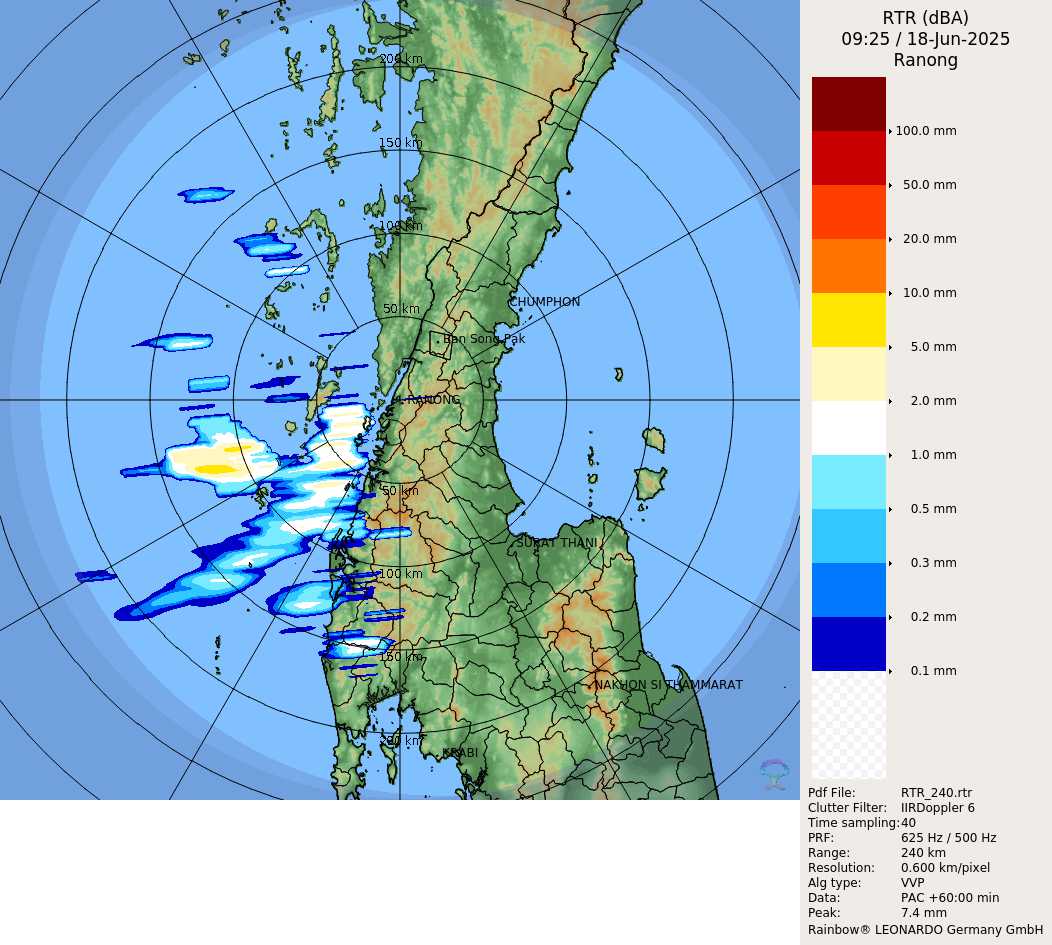 200 km
150 km
100 km
CHUMPHON
50 km
Ban Song Pak
RANONG
50 km
SURAT THANI
100 km
150 km
NAKHON SI THAMMARAT
200 km
KRABI
RTR (dBA)
09:25 / 18-Jun-2025
Ranong
100.0 mm
50.0 mm
20.0 mm
10.0 mm
5.0 mm
2.0 mm
1.0 mm
0.5 mm
0.3 mm
0.2 mm
0.1 mm
Pdf File: RTR_240.rtr
Clutter Filter: IIRDoppler 6
Time sampling: 40
PRF: 625 Hz / 500 Hz
Range: 240 km
Resolution: 0.600 km/pixel
Alg type: VVP
Data: PAC +60:00 min
Peak: 7.4 mm
Rainbow® LEONARDO Germany GmbH